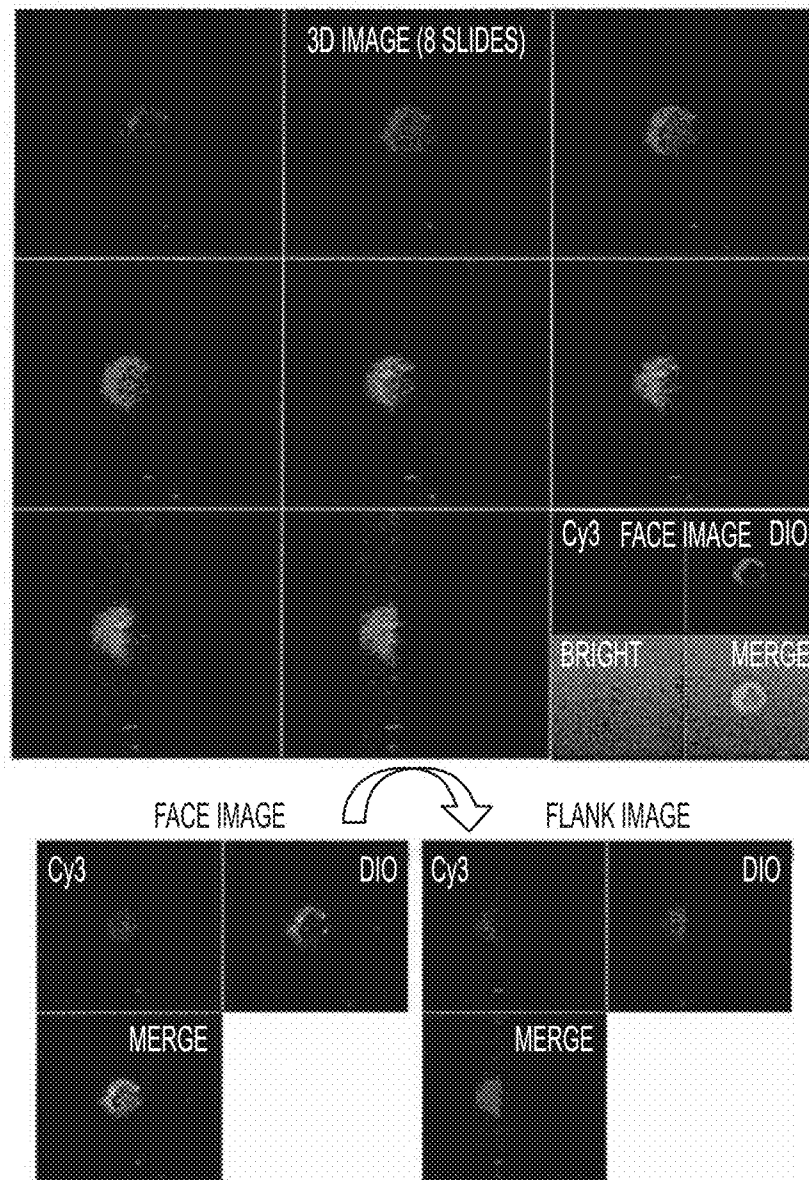 3D IMAGE (8 SLIDES)
Cy3 FACE IMAGE DIO
BRIGHT MERGE
FACE IMAGE FLANK IMAGE
Cy3 DIO Cy3 DIO
MERGE MERGE